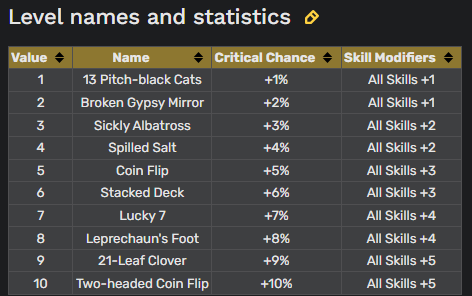 Level names and statistics
Value Name Critical Chance Skill Modifiers
1 13 Pitch-black Cats +1% All Skills +1
2 Broken Gypsy Mirror +2% All Skills +1
3 Sickly Albatross +3% All Skills +2
4 Spilled Salt +4% All Skills +2
5 Coin Flip +5% All Skills +3
6 Stacked Deck +6% All Skills +3
7 Lucky 7 +7% All Skills +4
8 Leprechaun's Foot +8% All Skills +4
9 21-Leaf Clover +9% All Skills +5
10 Two-headed Coin Flip +10% All Skills +5